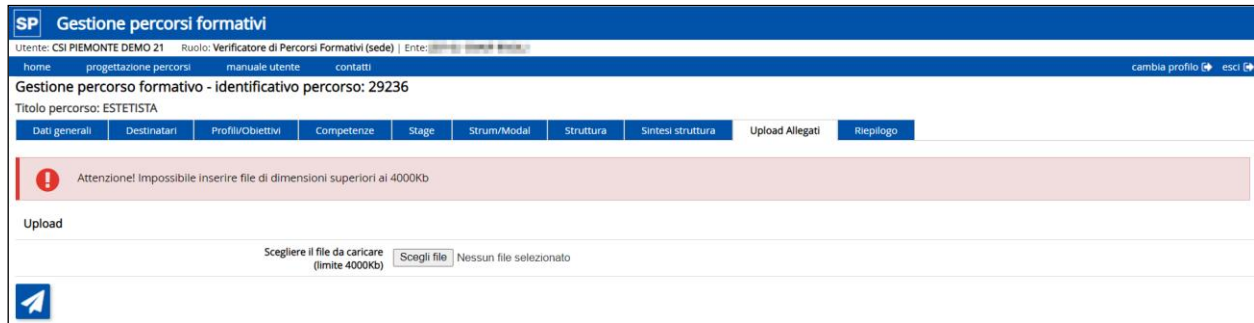 SP Gestione percorsi formativi
Utente: CSI PIEMONTE DEMO 21 Ruolo: Verificatore di Percorsi Formativi (sede) | Ente:
home progettazione percorsi manuale utente contatti cambia profilo esci
Gestione percorso formativo - identificativo percorso: 29236
Titolo percorso: ESTETISTA
Dati generali Destinatari Profili/Obiettivi Competenze Stage Strum/Modal Struttura Sintesi struttura Upload Allegati Riepilogo
Attenzione! Impossibile inserire file di dimensioni superiori ai 4000Kb
Upload
Scegliere il file da caricare
(limite 4000Kb) Scegli file Nessun file selezionato